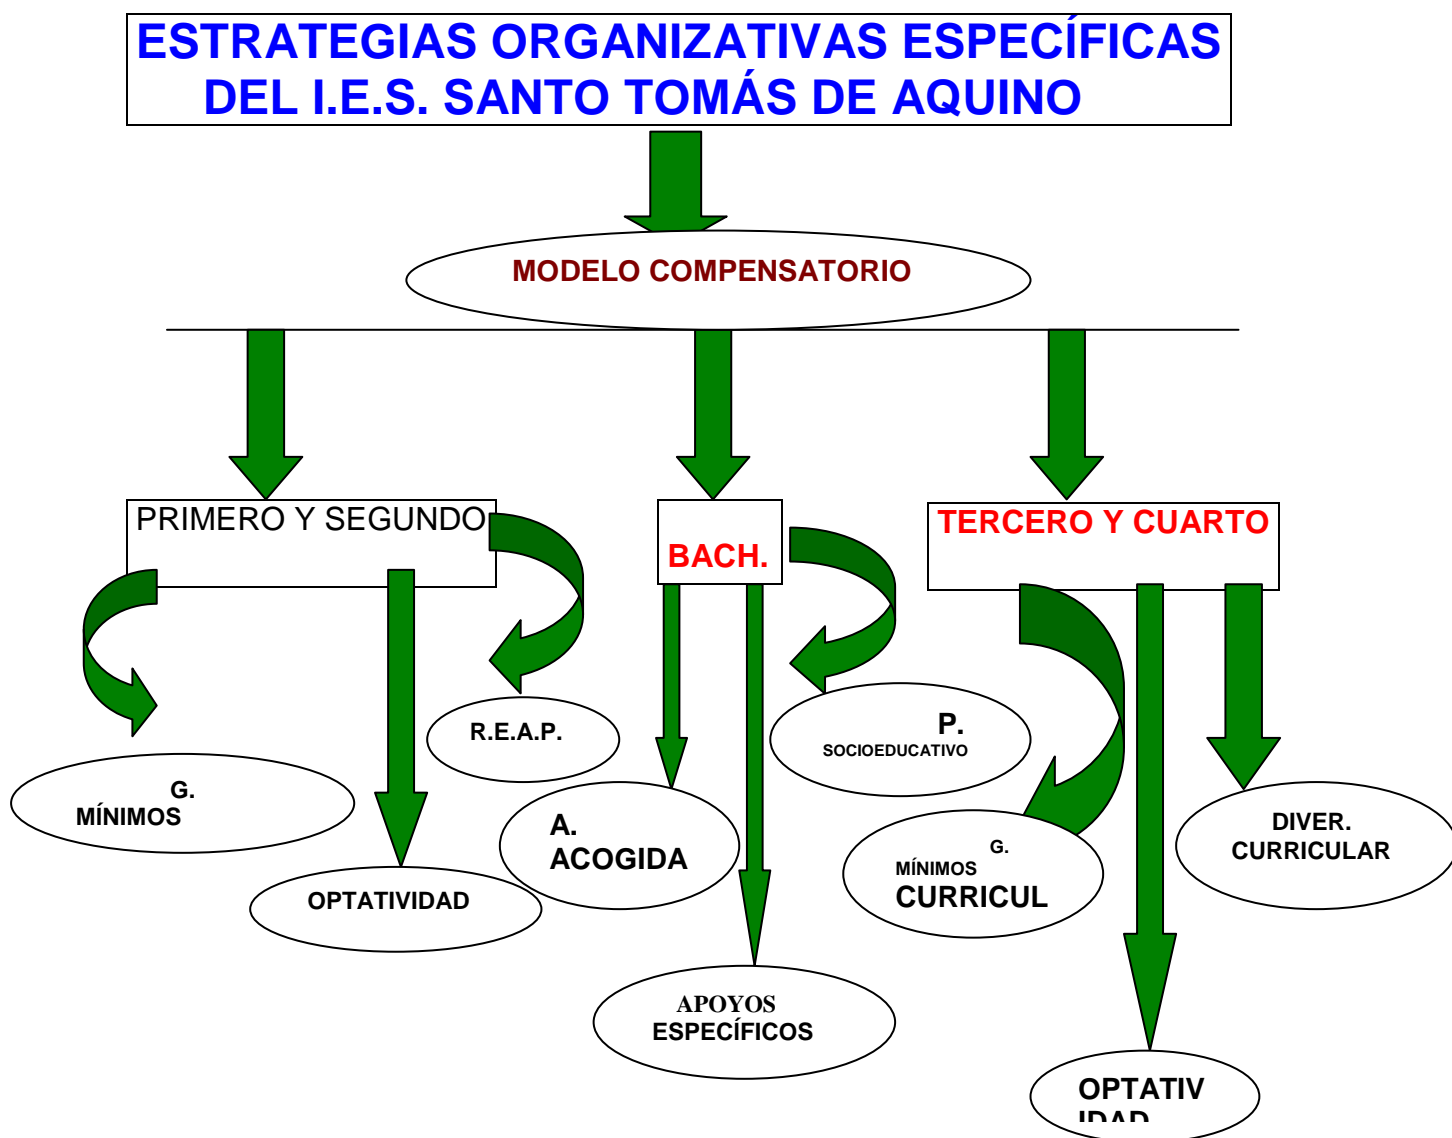 ESTRATEGIAS ORGANIZATIVAS ESPECÍFICAS
DEL I.E.S. SANTO TOMÁS DE AQUINO
MODELO COMPENSATORIO
PRIMERO Y SEGUNDO
BACH.
TERCERO Y CUARTO
G.
MÍNIMOS
OPTATIVIDAD
R.E.A.P.
A.
ACOGIDA
APOYOS
ESPECÍFICOS
P.
SOCIOEDUCATIVO
G.
MÍNIMOS
CURRICUL
OPTATIV
IDAD
DIVER.
CURRICULAR